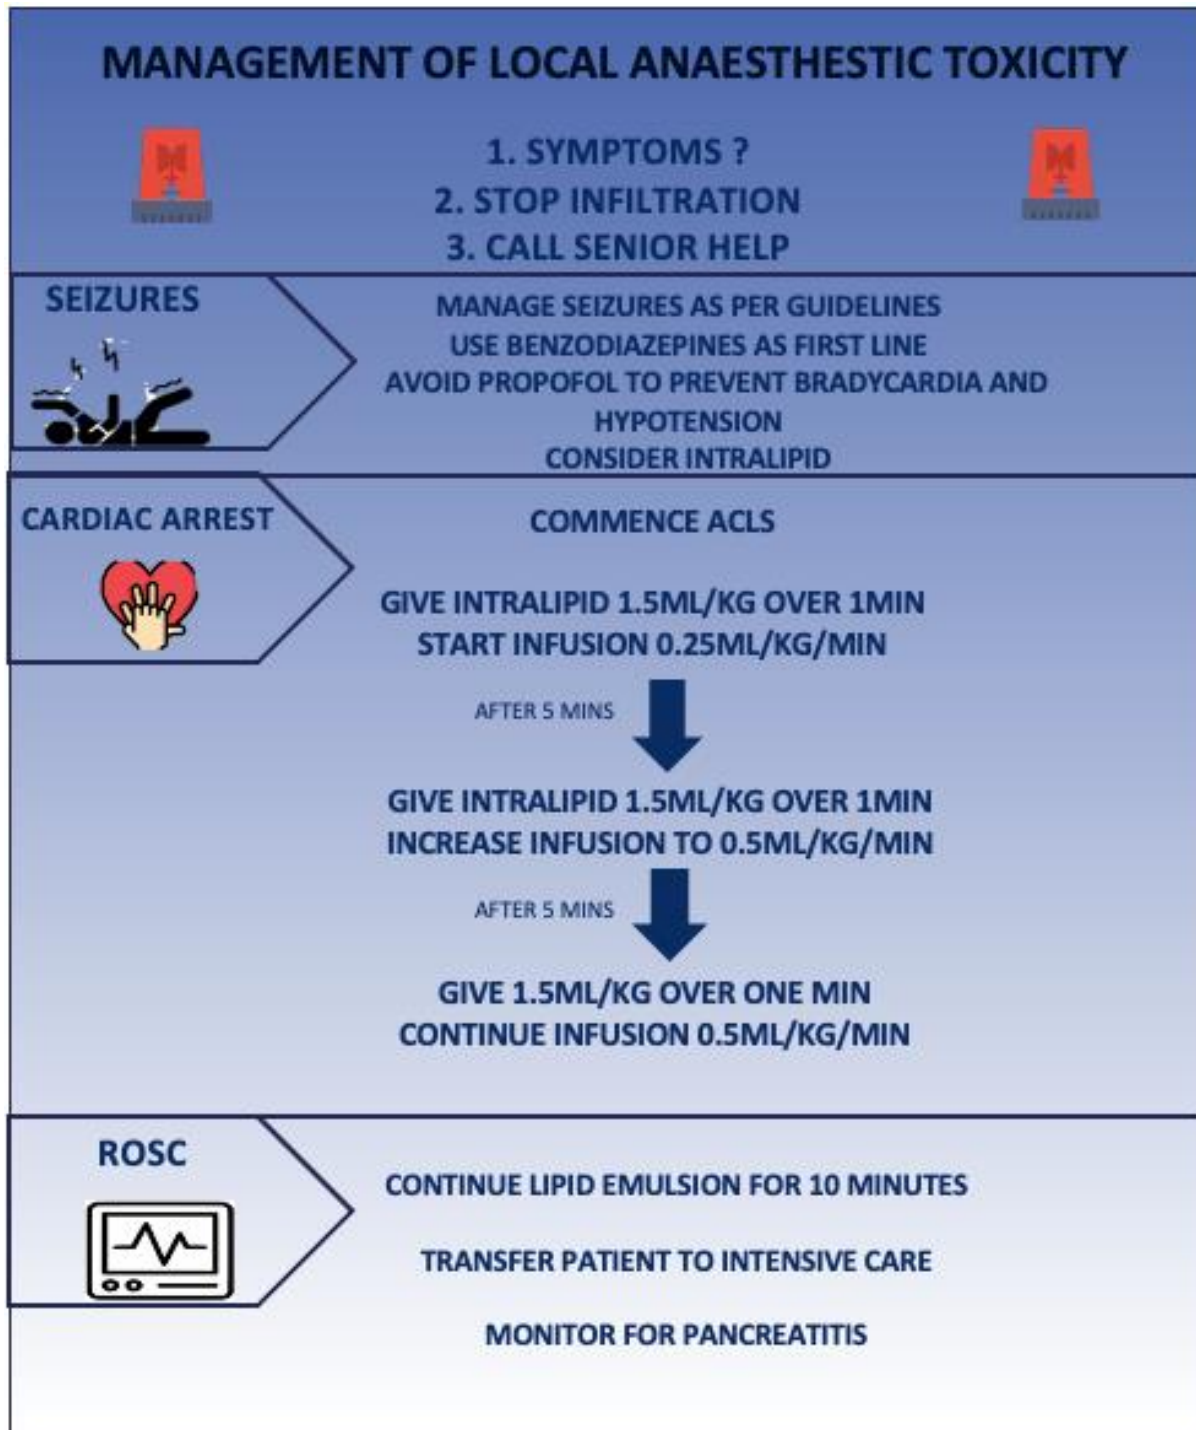 MANAGEMENT OF LOCAL ANAESTHESTIC TOXICITY
1. SYMPTOMS ?
2. STOP INFILTRATION
3. CALL SENIOR HELP
SEIZURES
MANAGE SEIZURES AS PER GUIDELINES
USE BENZODIAZEPINES AS FIRST LINE
AVOID PROPOFOL TO PREVENT BRADYCARDIA AND
HYPOTENSION
CONSIDER INTRALIPID
CARDIAC ARREST
COMMENCE ACLS
GIVE INTRALIPID 1.5ML/KG OVER 1MIN
START INFUSION 0.25ML/KG/MIN
AFTER 5 MINS
GIVE INTRALIPID 1.5ML/KG OVER 1MIN
INCREASE INFUSION TO 0.5ML/KG/MIN
AFTER 5 MINS
GIVE 1.5ML/KG OVER ONE MIN
CONTINUE INFUSION 0.5ML/KG/MIN
ROSC
CONTINUE LIPID EMULSION FOR 10 MINUTES
TRANSFER PATIENT TO INTENSIVE CARE
MONITOR FOR PANCREATITIS